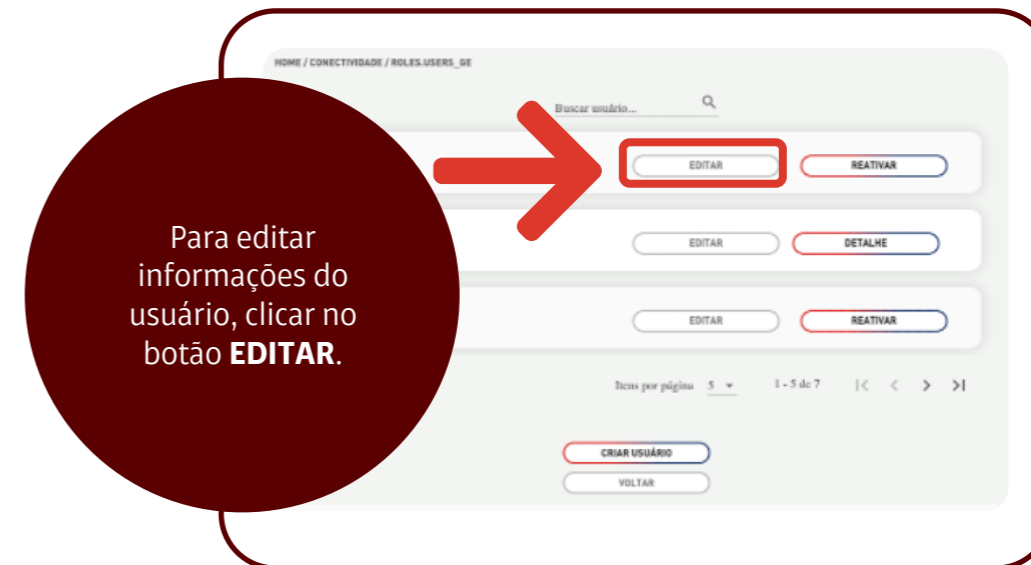 HOME / CONECTIVIDADE / ROLES.USERS_GE
Buscar usuário...
EDITAR REATIVAR
Para editar
informações do
usuário, clicar no
botão EDITAR.
EDITAR DETALHE
EDITAR REATIVAR
Itens por página 5 1 - 5 de 7
CRIAR USUÁRIO
VOLTAR